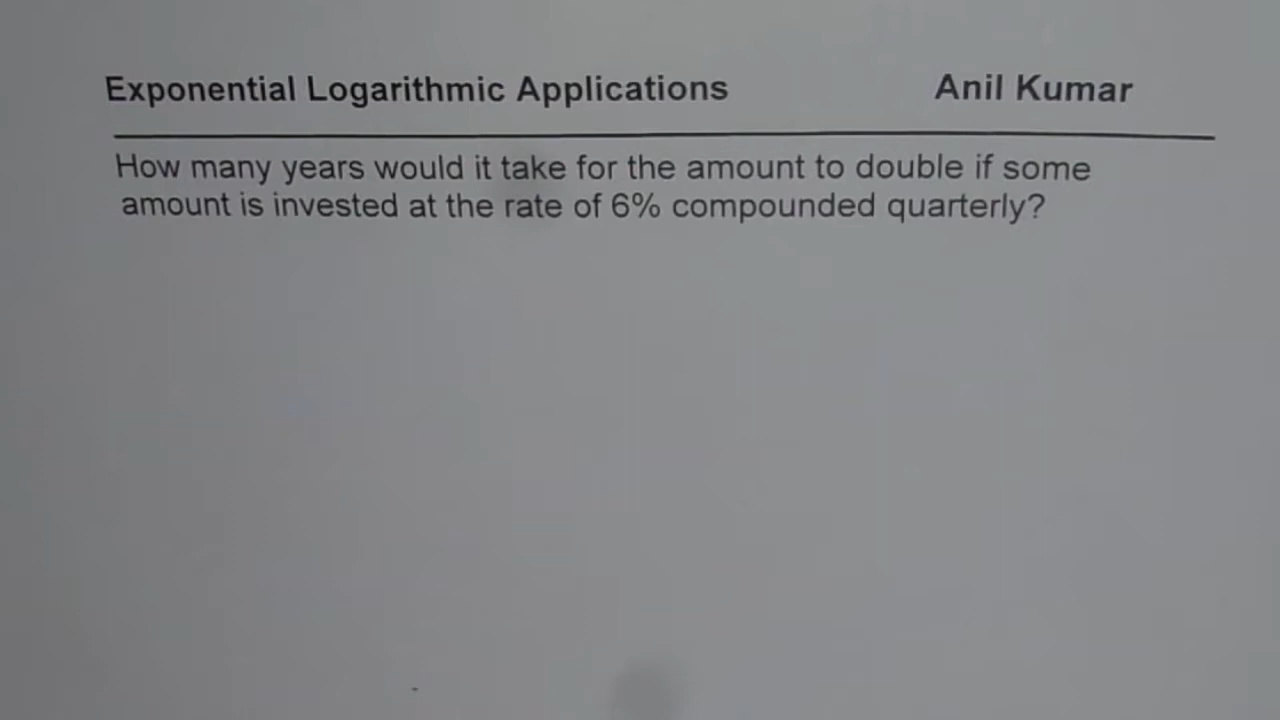 Exponential Logarithmic Applications Anil Kumar
How many years would it take for the amount to double if some
amount is invested at the rate of 6% compounded quarterly?